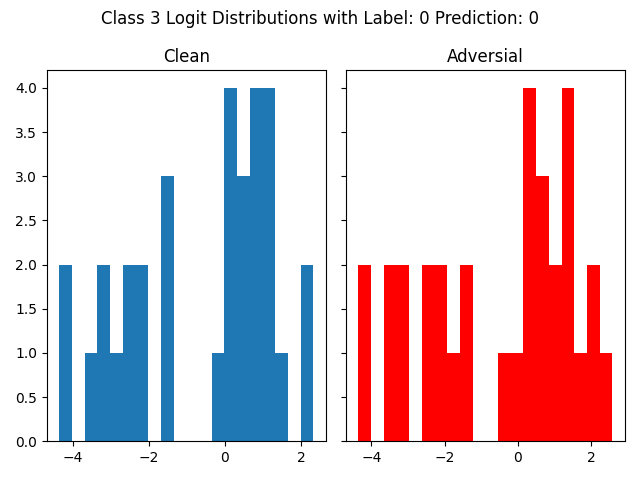 Class 3 Logit Distributions with Label: 0 Prediction: 0
Clean
Adversial
4.0
3.5
3.0
2.5
2.0
1.5
1.0
0.5
0.0
−4 −2 0 2
−4 −2 0 2